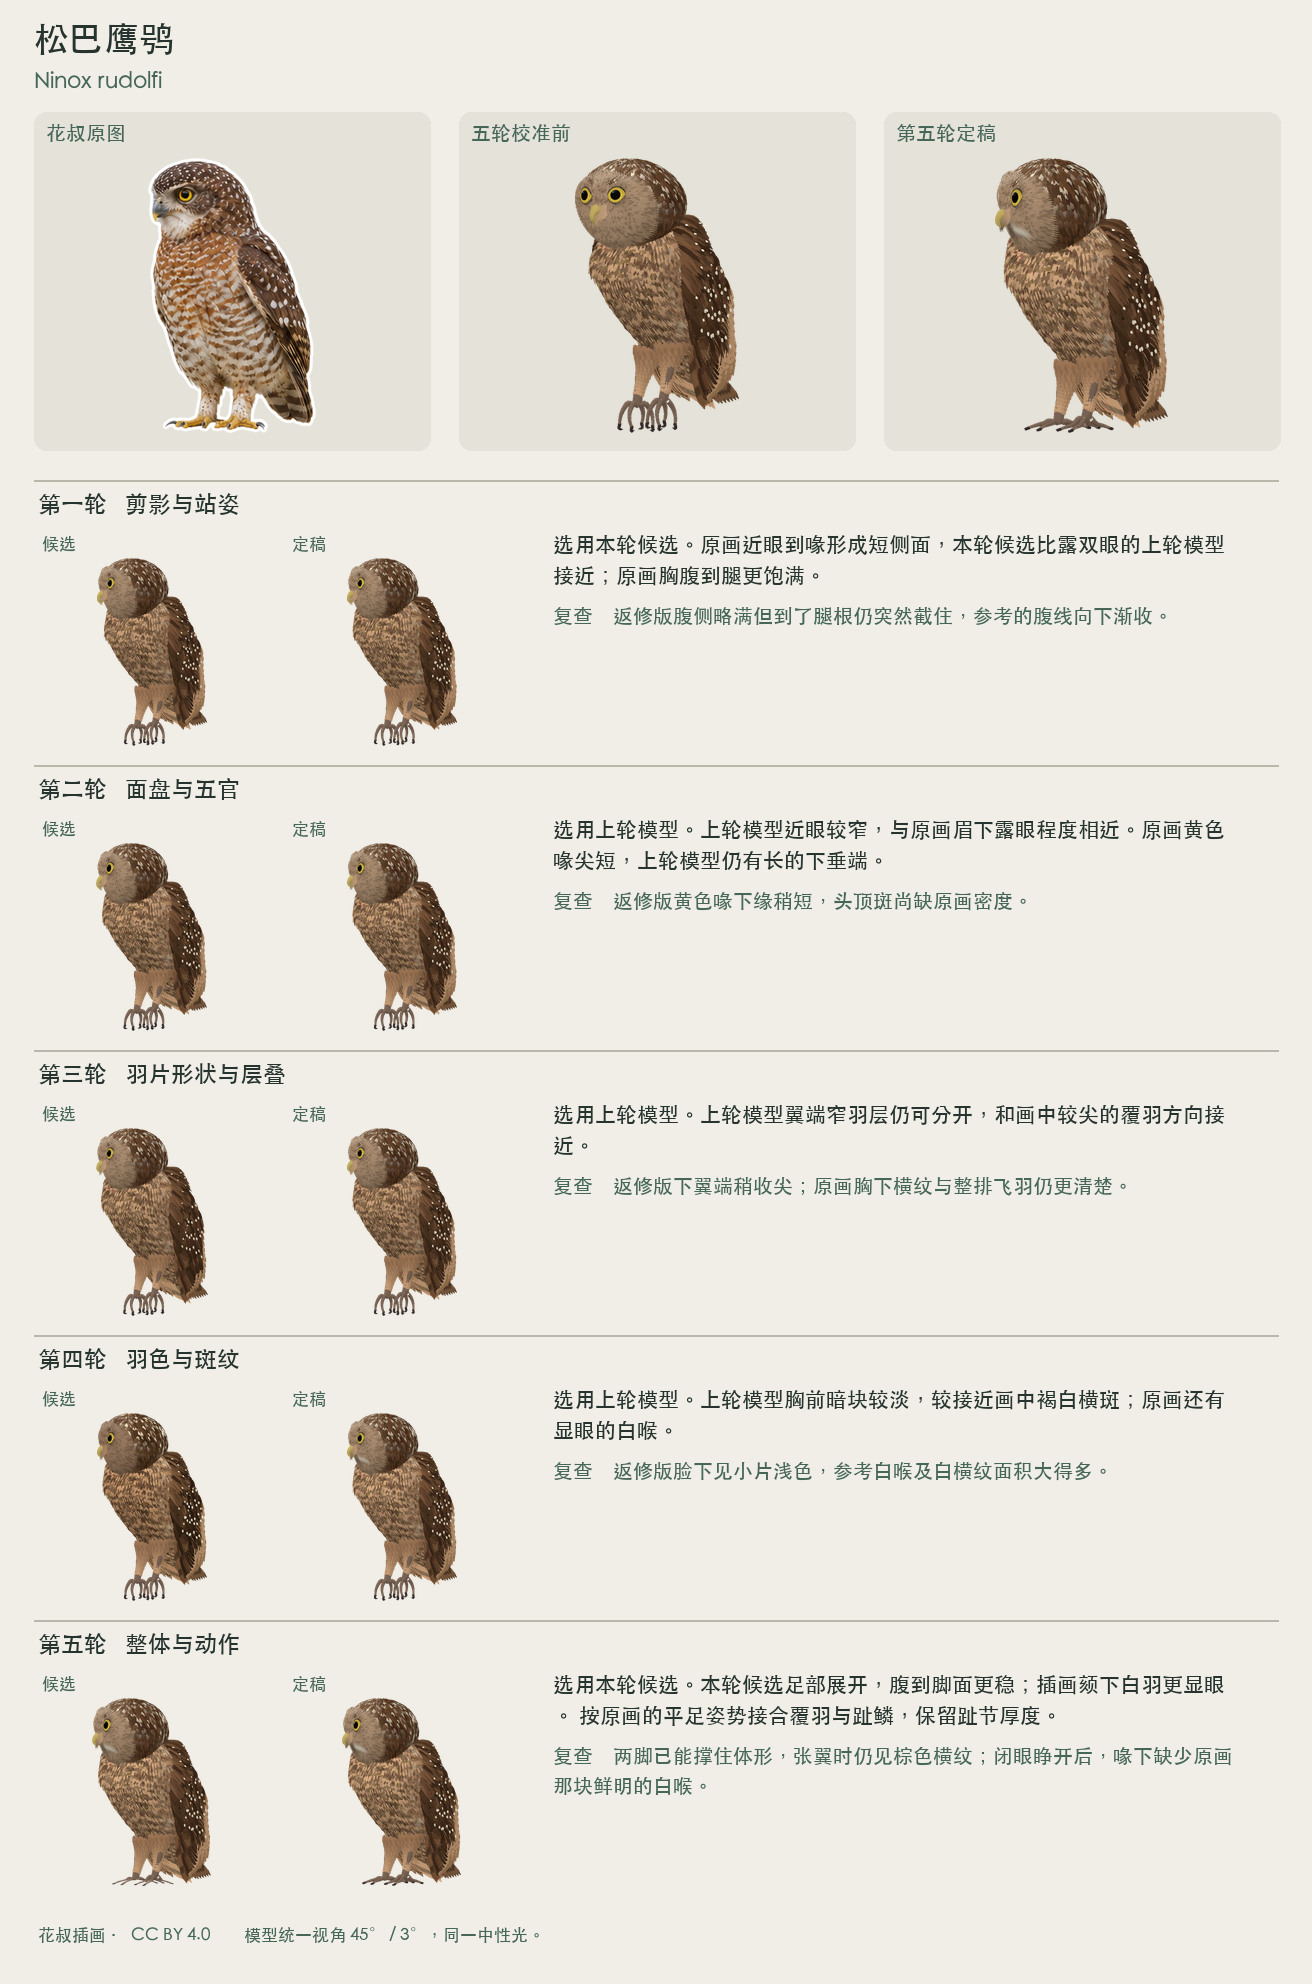 松巴鹰鸮
Ninox rudolfi
花叔原图
五轮校准前
第五轮定稿
第一轮 剪影与站姿
候选
定稿
选用本轮候选。原画近眼到喙形成短侧面，本轮候选比露双眼的上轮模型
接近；原画胸腹到腿更饱满。
复查 返修版腹侧略满但到了腿根仍突然截住，参考的腹线向下渐收。
第二轮 面盘与五官
候选
定稿
选用上轮模型。上轮模型近眼较窄，与原画眉下露眼程度相近。原画黄色
喙尖短，上轮模型仍有长的下垂端。
复查 返修版黄色喙下缘稍短，头顶斑尚缺原画密度。
第三轮 羽片形状与层叠
候选
定稿
选用上轮模型。上轮模型翼端窄羽层仍可分开，和画中较尖的覆羽方向接
近。
复查 返修版下翼端稍收尖；原画胸下横纹与整排飞羽仍更清楚。
第四轮 羽色与斑纹
候选
定稿
选用上轮模型。上轮模型胸前暗块较淡，较接近画中褐白横斑；原画还有
显眼的白喉。
复查 返修版脸下见小片浅色，参考白喉及白横纹面积大得多。
第五轮 整体与动作
候选
定稿
选用本轮候选。本轮候选足部展开，腹到脚面更稳；插画颏下白羽更显眼
。按原画的平足姿势接合覆羽与趾鳞，保留趾节厚度。
复查 两脚已能撑住体形，张翼时仍见棕色横纹；闭眼睁开后，喙下缺少原画
那块鲜明的白喉。
花叔插画· CC BY 4.0 模型统一视角 45° / 3°，同一中性光。